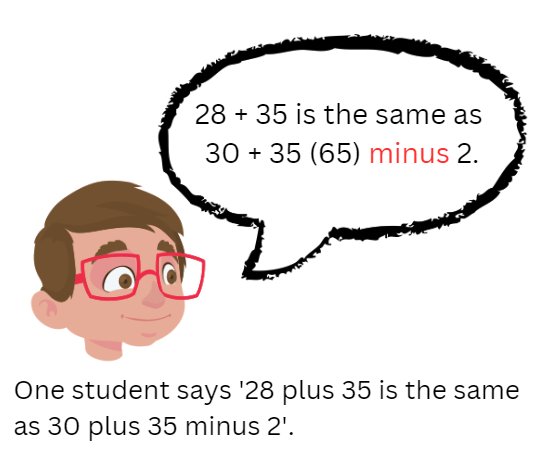 28 + 35 is the same as
30 + 35 (65) minus 2.
One student says '28 plus 35 is the same
as 30 plus 35 minus 2'.